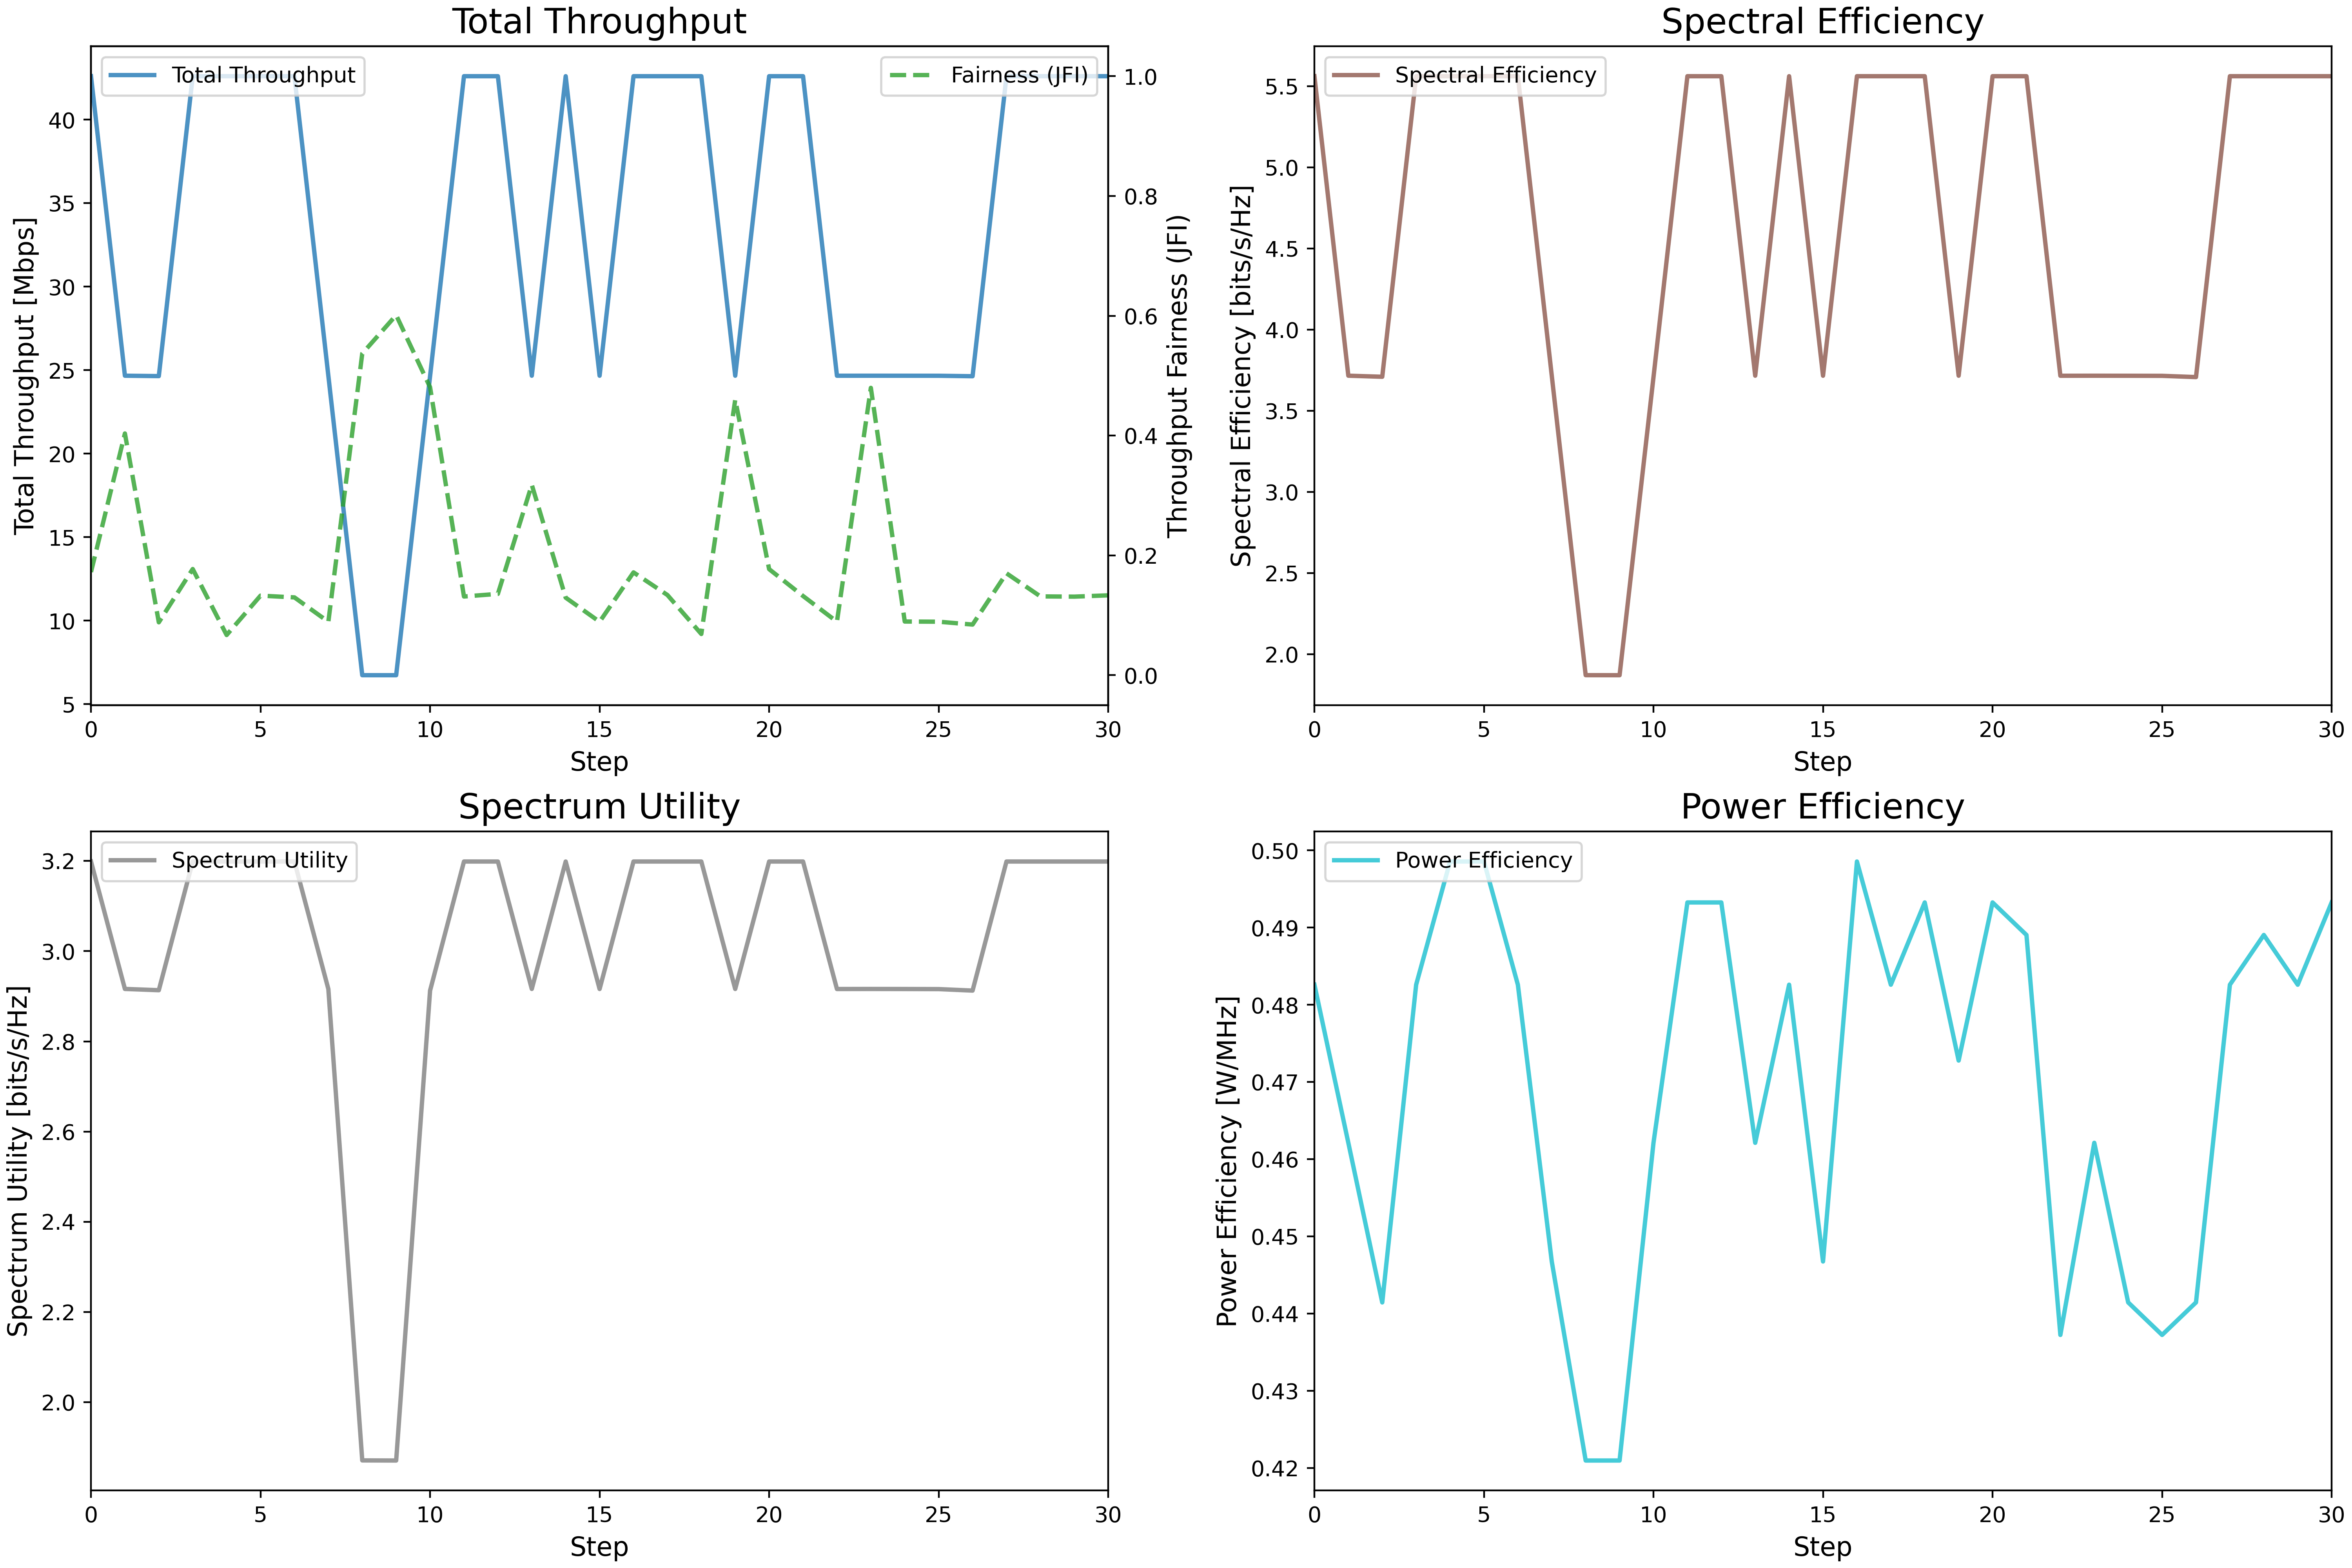 Total Throughput
Total Throughput
Fairness (JFI)
40
35
30
25
20
15
10
5
1.0
0.8
0.6
0.4
0.2
0.0
Total Throughput [Mbps]
Throughput Fairness (JFI)
0 5 10 15 20 25 30
Step
Spectral Efficiency
Spectral Efficiency
5.5
5.0
4.5
4.0
3.5
3.0
2.5
2.0
Spectral Efficiency [bits/s/Hz]
0 5 10 15 20 25 30
Step
Spectrum Utility
Spectrum Utility
3.2
3.0
2.8
2.6
2.4
2.2
2.0
Spectrum Utility [bits/s/Hz]
0 5 10 15 20 25 30
Step
Power Efficiency
Power Efficiency
0.50
0.49
0.48
0.47
0.46
0.45
0.44
0.43
0.42
Power Efficiency [W/MHz]
0 5 10 15 20 25 30
Step